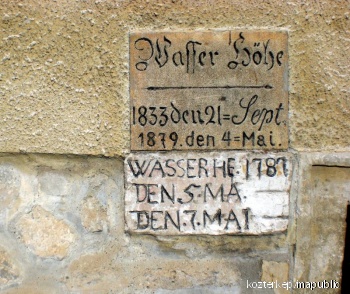 Wasser Höhe
1833 den 21= Sept.
1879. den 4= Mai.
WASSERHE. 1787
DEN 5. MA.
DEN. 7. MAI
kozterkep.mapublic